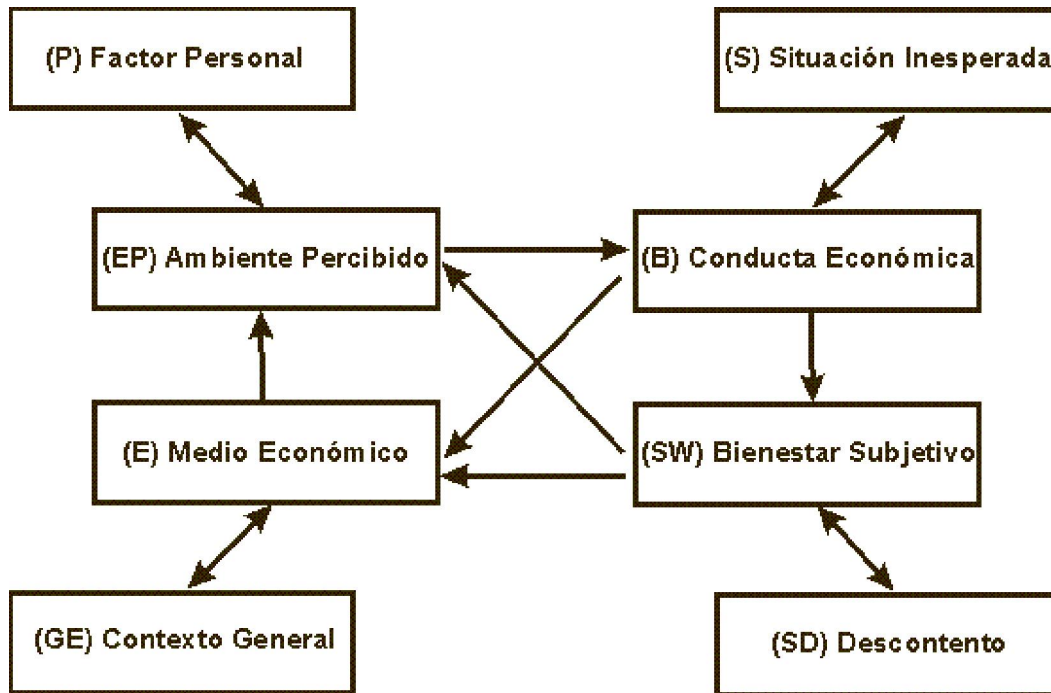 (P) Factor Personal
(S) Situación Inesperada
(EP) Ambiente Percibido
(B) Conducta Económica
(E) Medio Económico
(SW) Bienestar Subjetivo
(GE) Contexto General
(SD) Descontento